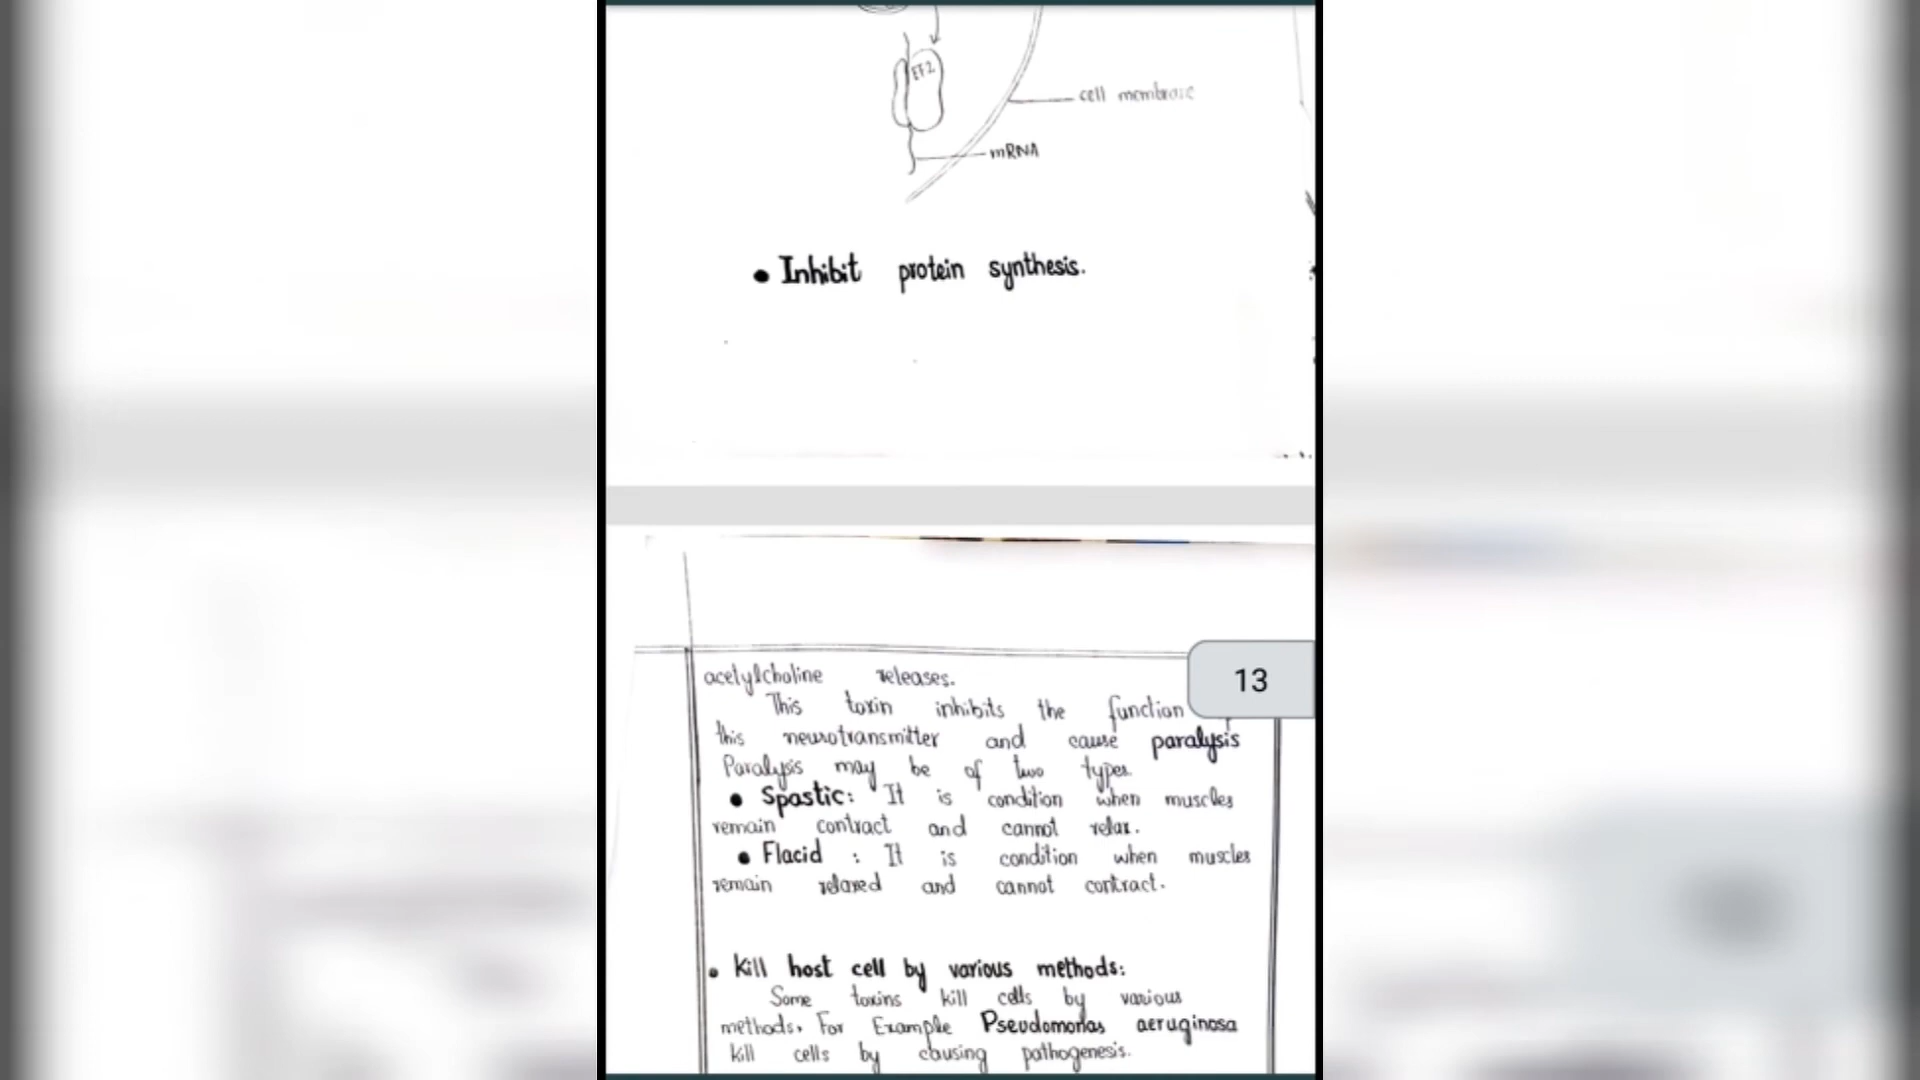 EF2
cell membrane
mRNA
• Inhibit protein synthesis.
13
acetylcholine releases.
This toxin inhibits the function
this neurotransmitter and cause paralysis
Paralysis may be of two types.
• Spastic: It is condition when muscles
remain contract and cannot relax.
• Flacid : It is condition when muscles
remain relaxed and cannot contract.
• Kill host cell by various methods:
Some toxins kill cells by various
methods. For Example Pseudomonas aeruginosa
kill cells by causing pathogenesis.